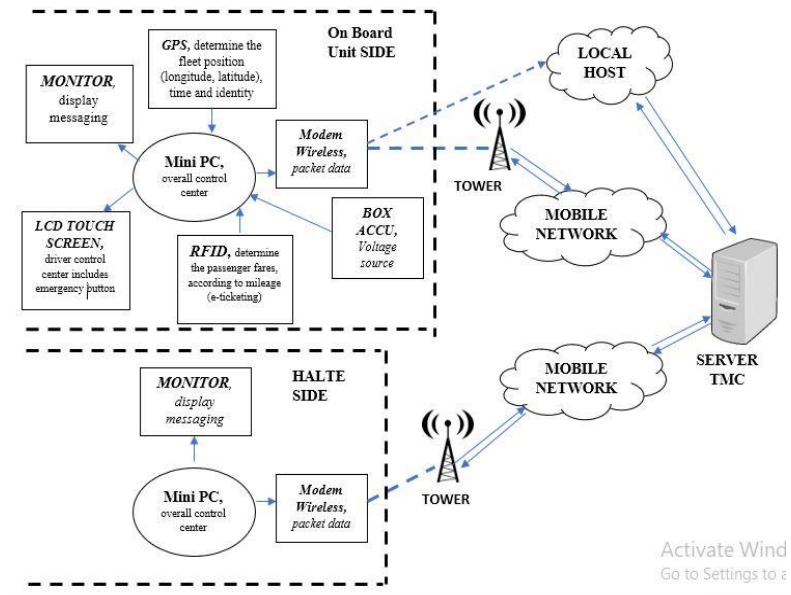 On Board
Unit SIDE
GPS, determine the
fleet position
(longitude, latitude),
time and identity
MONITOR,
display
messaging
Mini PC,
overall control
center
Modem
Wireless,
packet data
LCD TOUCH
SCREEN,
driver control
center includes
emergency button
RFID, determine
the passenger fares,
according to mileage
(e-ticketing)
BOX
ACCU,
Voltage
source
LOCAL
HOST
TOWER
MOBILE
NETWORK
SERVER
TMC
MOBILE
NETWORK
TOWER
HALTE
SIDE
MONITOR,
display
messaging
Mini PC,
overall control
center
Modem
Wireless,
packet data
Activate Wind
Go to Settings to a